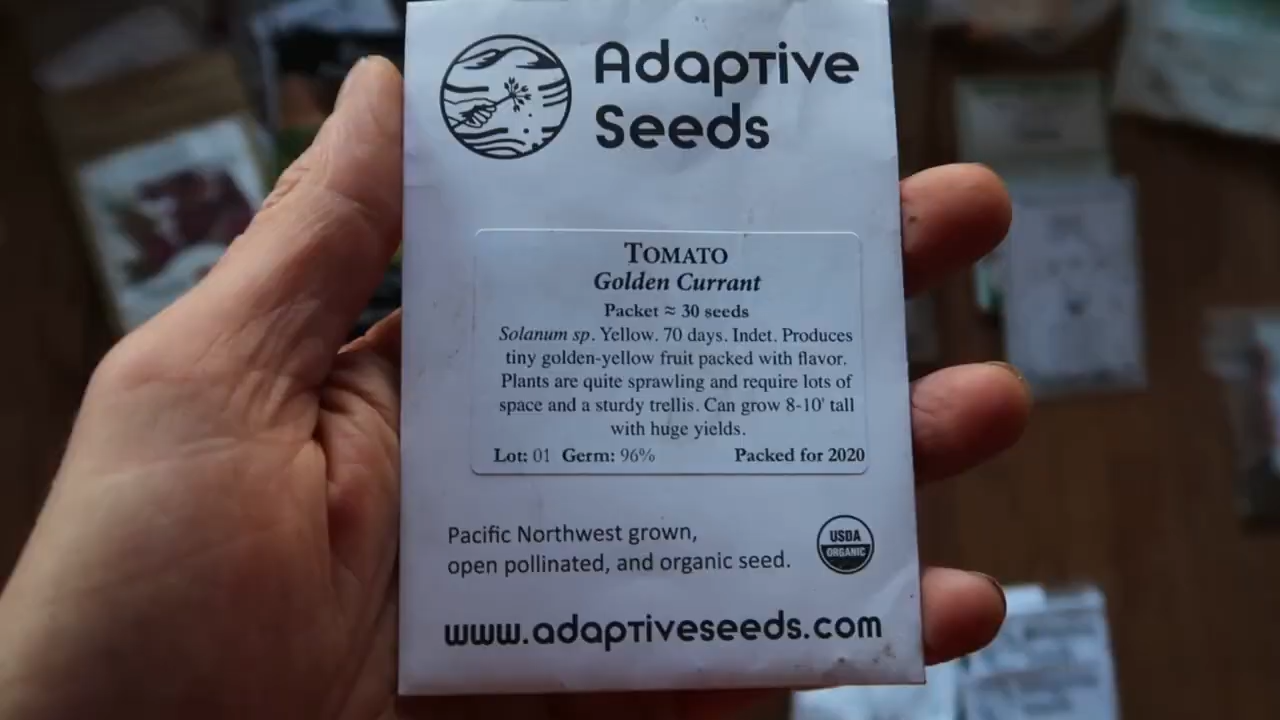 Adaptive
Seeds
TOMATO
Golden Currant
Packet ≈ 30 seeds
Solanum sp. Yellow. 70 days. Indet. Produces
tiny golden-yellow fruit packed with flavor.
Plants are quite sprawling and require lots of
space and a sturdy trellis. Can grow 8-10' tall
with huge yields.
Lot: 01 Germ: 96% Packed for 2020
Pacific Northwest grown,
open pollinated, and organic seed.
USDA
ORGANIC
www.adaptiveseeds.com